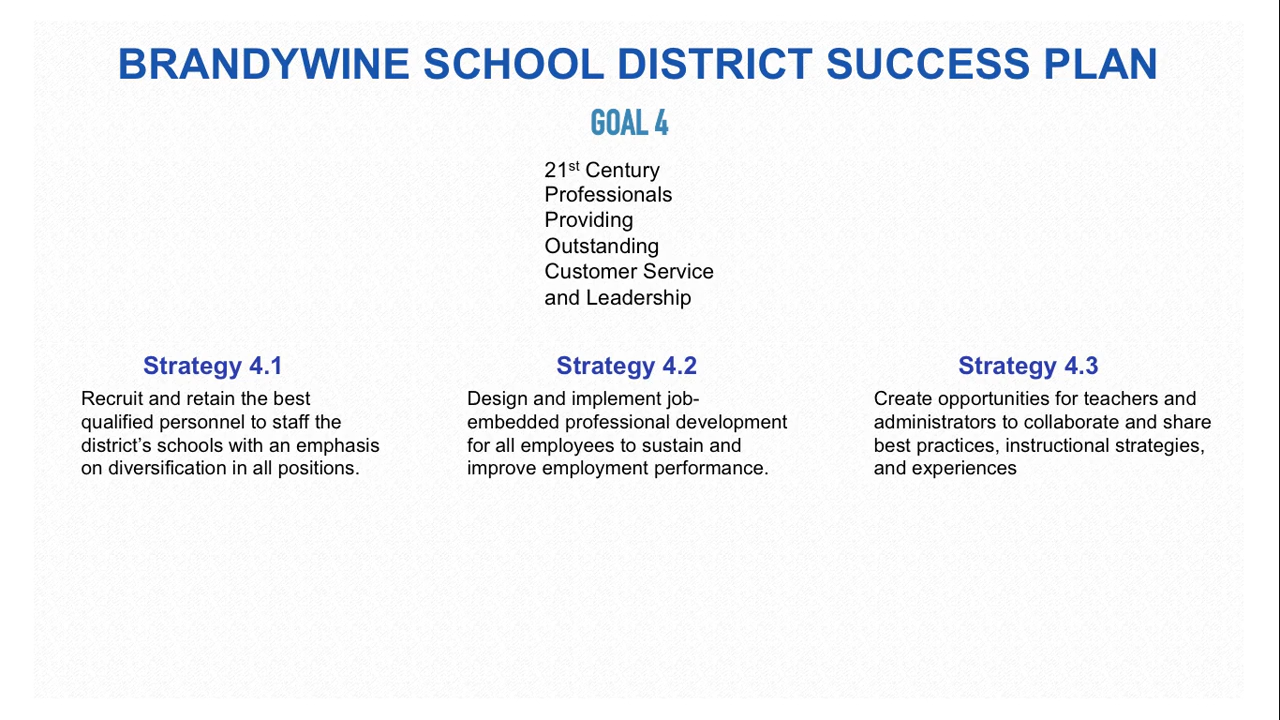 BRANDYWINE SCHOOL DISTRICT SUCCESS PLAN
GOAL 4
21st Century
Professionals
Providing
Outstanding
Customer Service
and Leadership
Strategy 4.1
Recruit and retain the best
qualified personnel to staff the
district’s schools with an emphasis
on diversification in all positions.
Strategy 4.2
Design and implement job-
embedded professional development
for all employees to sustain and
improve employment performance.
Strategy 4.3
Create opportunities for teachers and
administrators to collaborate and share
best practices, instructional strategies,
and experiences